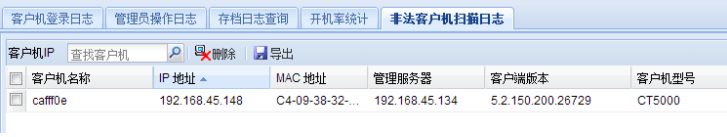 客户机登录日志 管理员操作日志 存档日志查询 开机率统计 非法客户机扫描日志
客户机IP 查找客户机 删除 导出
客户机名称 IP 地址 MAC 地址 管理服务器 客户端版本 客户机型号
cafff0e 192.168.45.148 C4-09-38-32-... 192.168.45.134 5.2.150.200.26729 CT5000